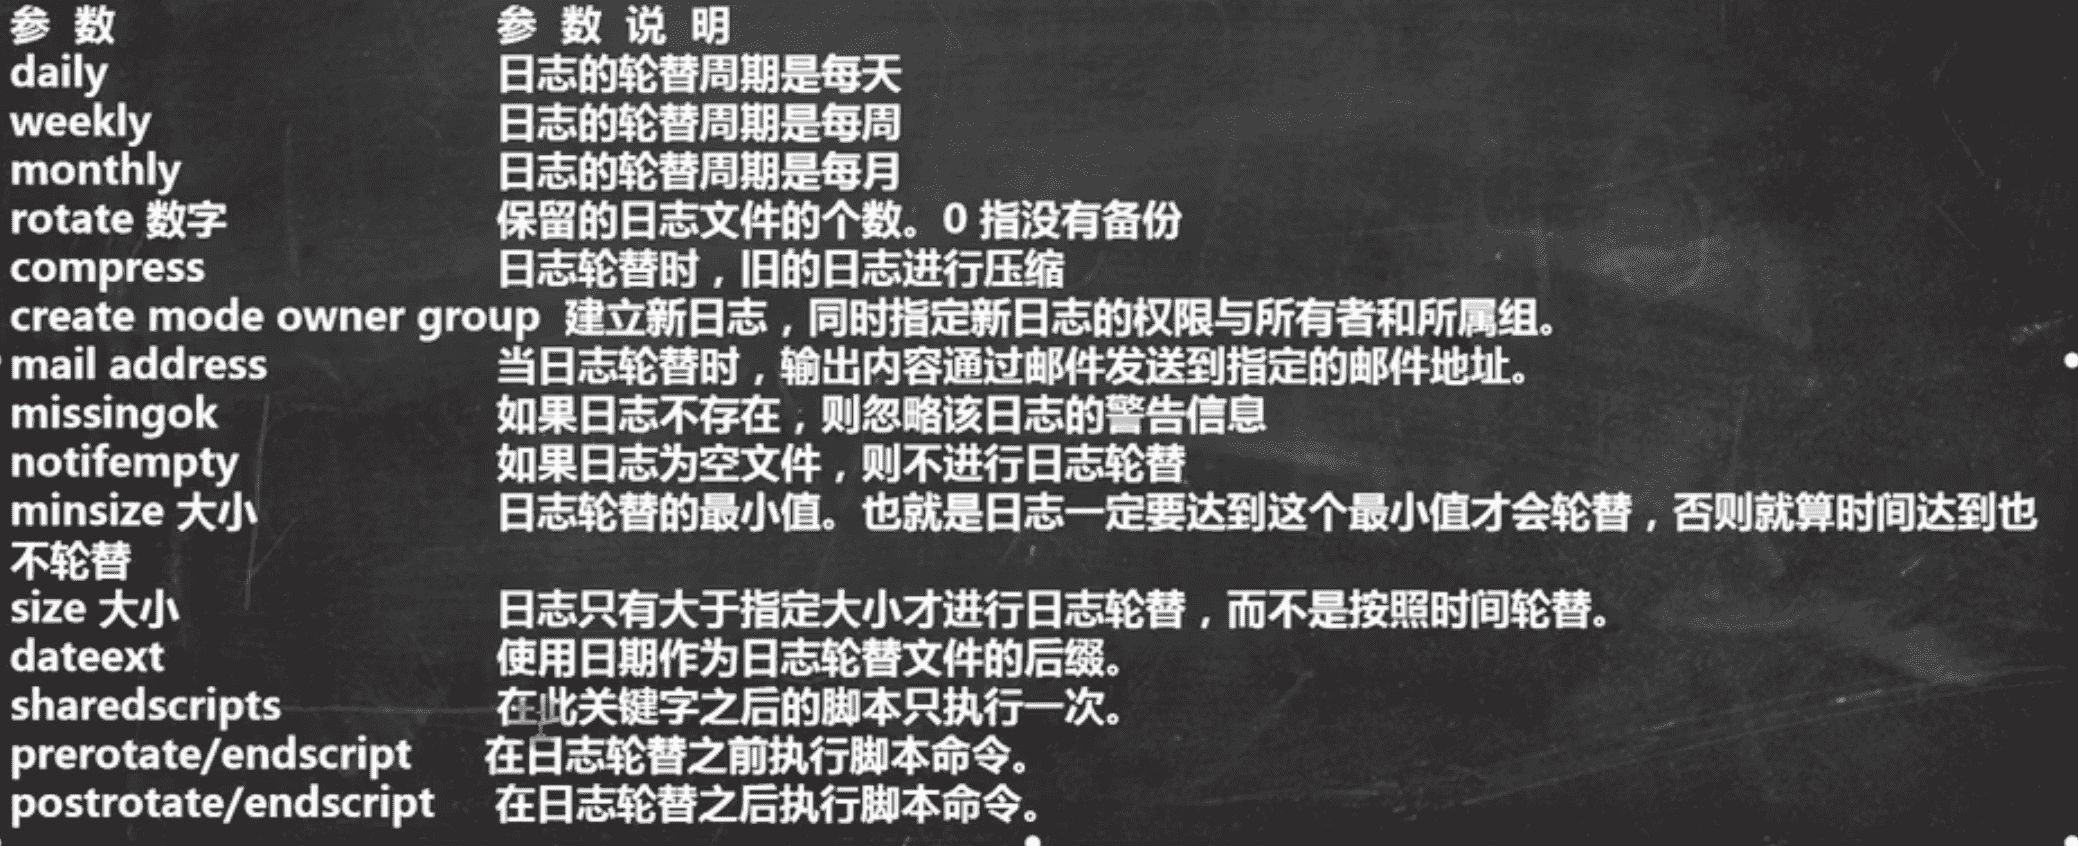 参 数 参 数 说 明
daily 日志的轮替周期是每天
weekly 日志的轮替周期是每周
monthly 日志的轮替周期是每月
rotate 数字 保留的日志文件的个数。0 指没有备份
compress 日志轮替时，旧的日志进行压缩
create mode owner group 建立新日志，同时指定新日志的权限与所有者和所属组。
mail address 当日志轮替时，输出内容通过邮件发送到指定的邮件地址。
missingok 如果日志不存在，则忽略该日志的警告信息
notifempty 如果日志为空文件，则不进行日志轮替
minsize 大小 日志轮替的最小值。也就是日志一定要达到这个最小值才会轮替，否则就算时间达到也
不轮替
size 大小 日志只有大于指定大小才进行日志轮替，而不是按照时间轮替。
dateext 使用日期作为日志轮替文件的后缀。
sharedscripts 在此关键字之后的脚本只执行一次。
prerotate/endscript 在日志轮替之前执行脚本命令。
postrotate/endscript 在日志轮替之后执行脚本命令。